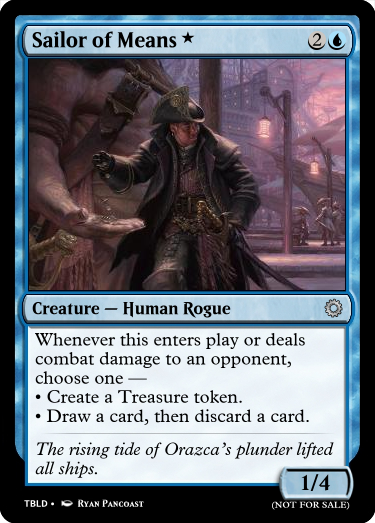 Sailor of Means ★ 2
Creature — Human Rogue
Whenever this enters play or deals
combat damage to an opponent,
choose one —
• Create a Treasure token.
• Draw a card, then discard a card.
The rising tide of Orazca's plunder lifted
all ships.
1/4
TBLD • Ryan Pancoast
(NOT FOR SALE)